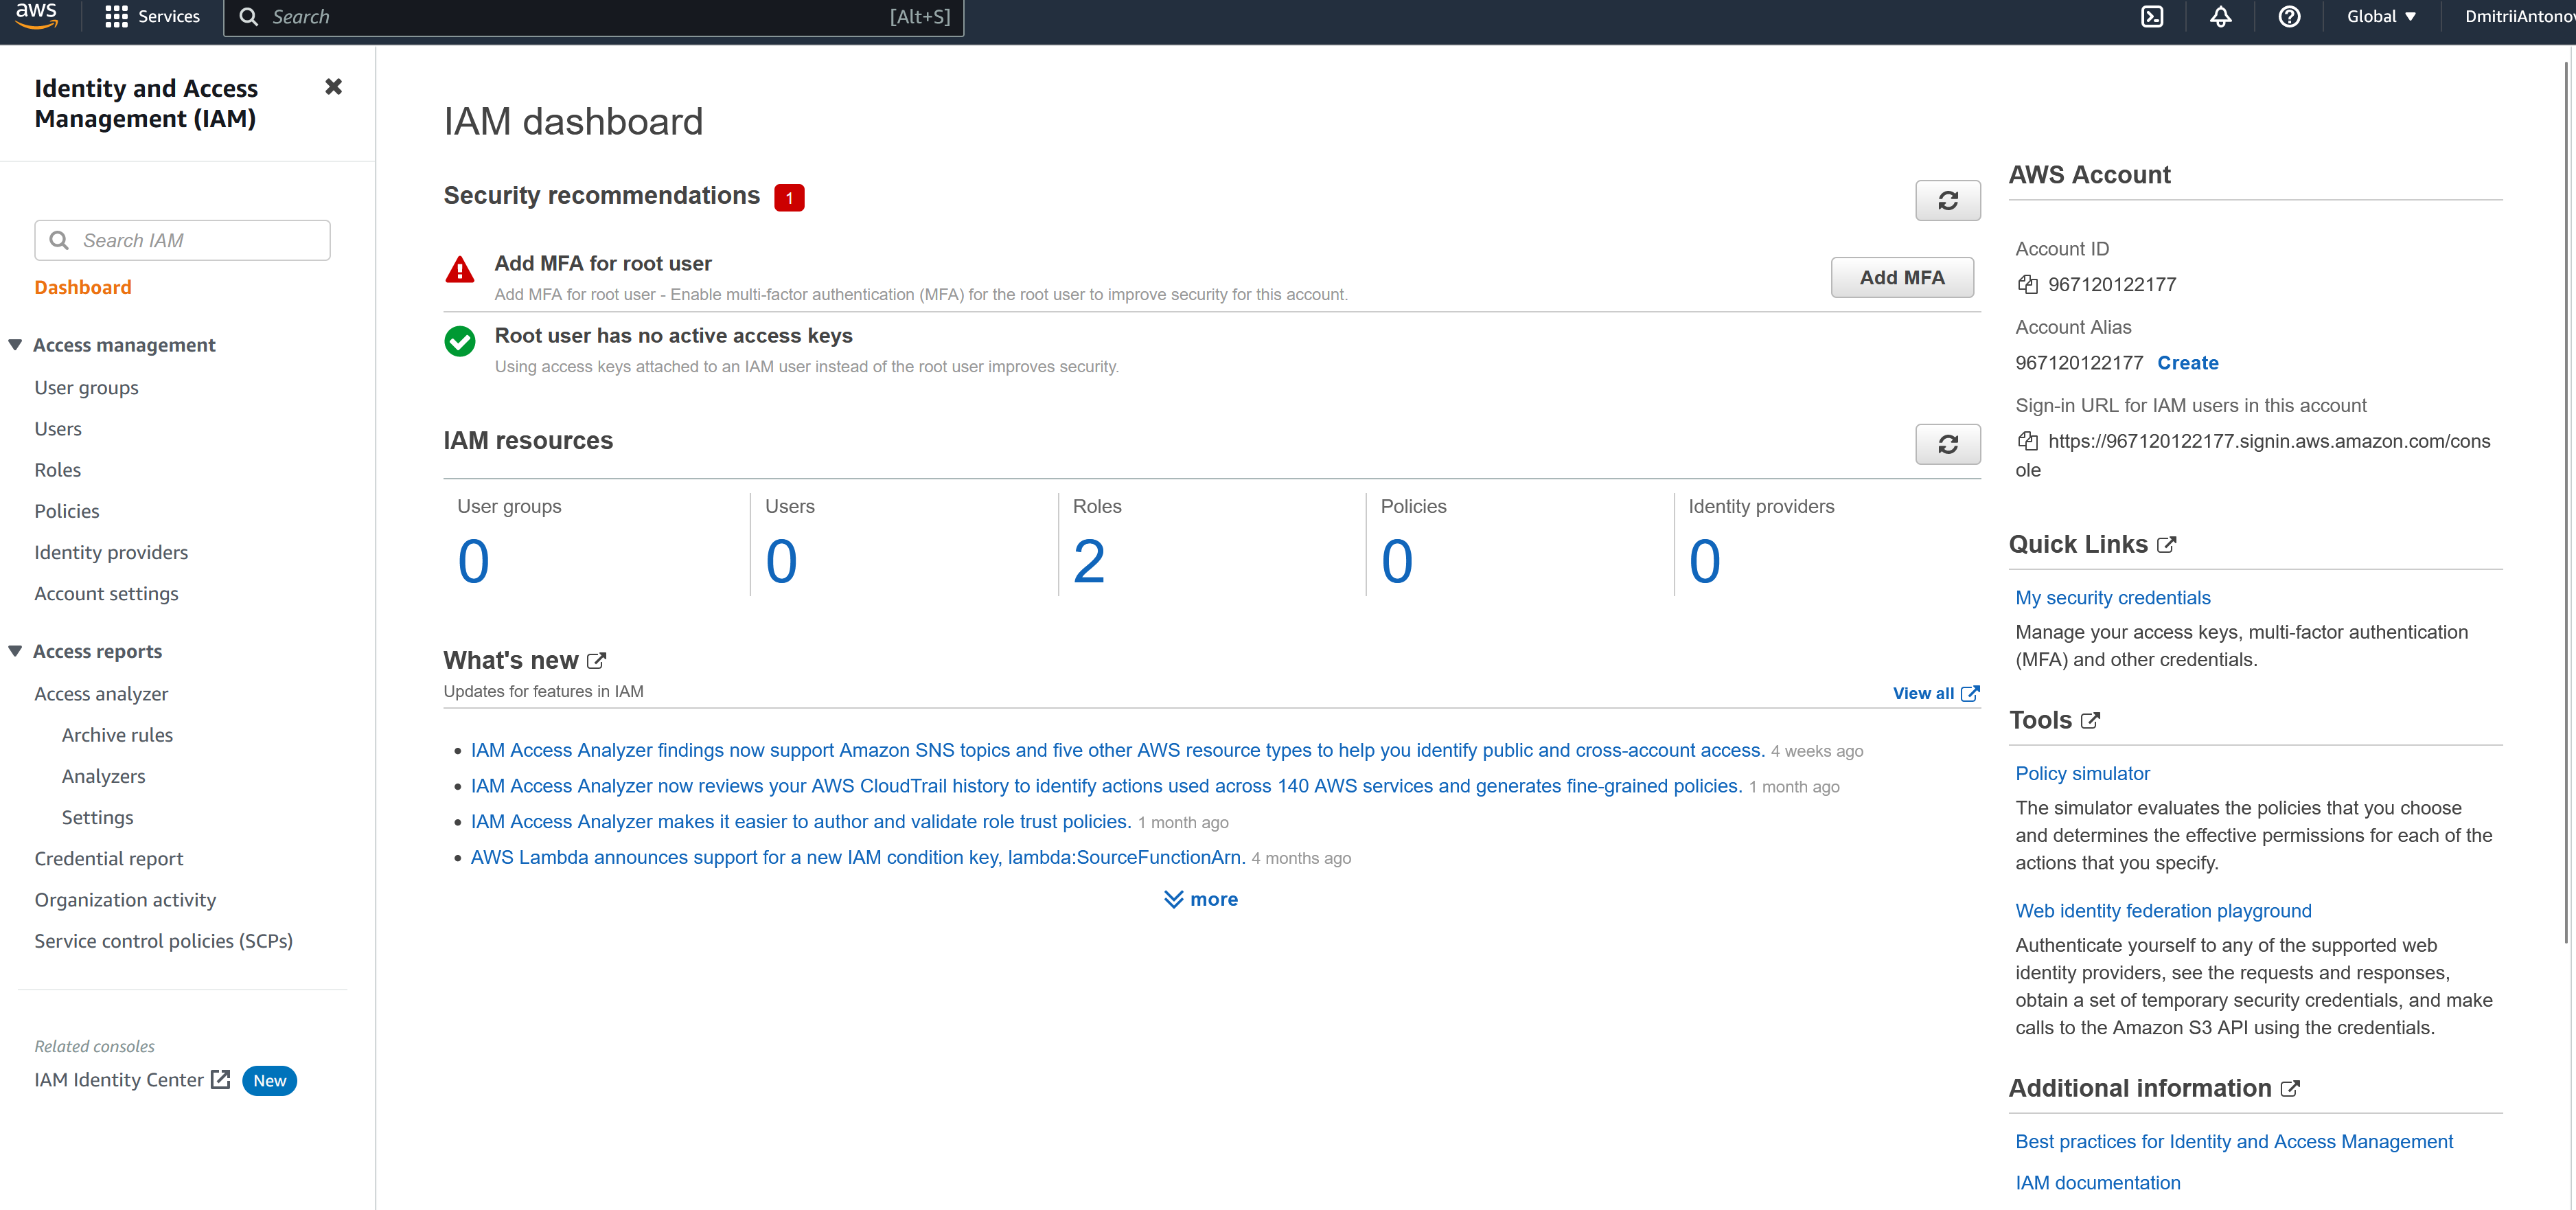 aws
Services
Search
[Alt+S]
Global
DmitriiAntonov
Identity and Access
Management (IAM)
Search IAM
Dashboard
Access management
User groups
Users
Roles
Policies
Identity providers
Account settings
Access reports
Access analyzer
Archive rules
Analyzers
Settings
Credential report
Organization activity
Service control policies (SCPs)
Related consoles
IAM Identity Center New
IAM dashboard
Security recommendations 1
Add MFA for root user
Add MFA for root user - Enable multi-factor authentication (MFA) for the root user to improve security for this account.
Add MFA
Root user has no active access keys
Using access keys attached to an IAM user instead of the root user improves security.
IAM resources
User groups
0
Users
0
Roles
2
Policies
0
Identity providers
0
What's new
Updates for features in IAM
View all
• IAM Access Analyzer findings now support Amazon SNS topics and five other AWS resource types to help you identify public and cross-account access. 4 weeks ago
• IAM Access Analyzer now reviews your AWS CloudTrail history to identify actions used across 140 AWS services and generates fine-grained policies. 1 month ago
• IAM Access Analyzer makes it easier to author and validate role trust policies. 1 month ago
• AWS Lambda announces support for a new IAM condition key, lambda:SourceFunctionArn. 4 months ago
more
AWS Account
Account ID
967120122177
Account Alias
967120122177 Create
Sign-in URL for IAM users in this account
https://967120122177.signin.aws.amazon.com/cons
ole
Quick Links
My security credentials
Manage your access keys, multi-factor authentication
(MFA) and other credentials.
Tools
Policy simulator
The simulator evaluates the policies that you choose
and determines the effective permissions for each of the
actions that you specify.
Web identity federation playground
Authenticate yourself to any of the supported web
identity providers, see the requests and responses,
obtain a set of temporary security credentials, and make
calls to the Amazon S3 API using the credentials.
Additional information
Best practices for Identity and Access Management
IAM documentation